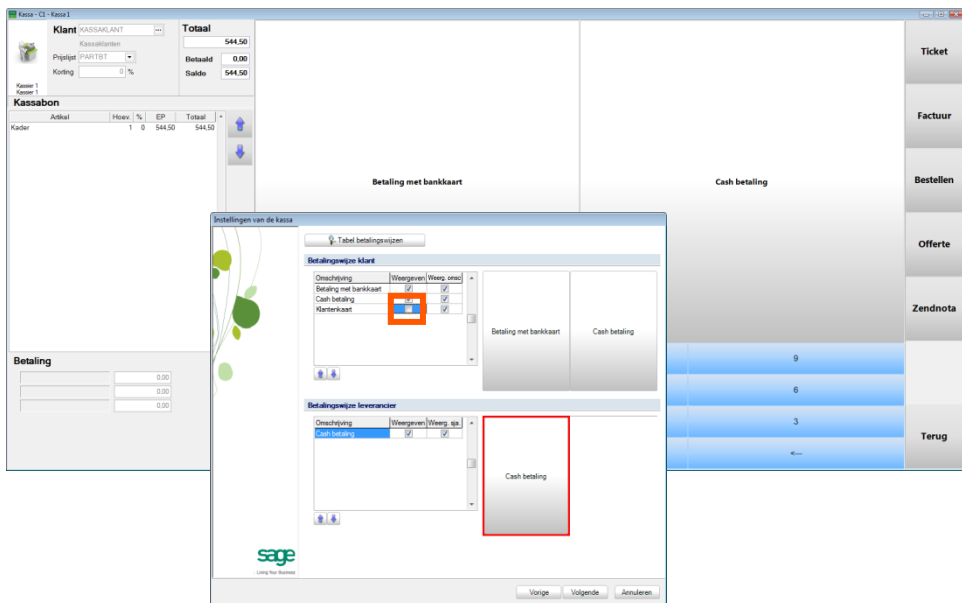 Kassa - C1 - Kassa 1
Klant KASSAKLANT ...
Kassaklanten
Prijslijst PARTBT
Korting 0 %
Kassier 1
Kassier 1
Totaal
544,50
Betaald 0,00
Saldo 544,50
Kassabon
Artikel Hoev. % EP Totaal
Kader 1 0 544,50 544,50
Betaling
0,00
0,00
0,00
Betaling met bankkaart
Cash betaling
Ticket
Factuur
Bestellen
Offerte
Zendnota
Terug
9
6
3
<---
Instellingen van de kassa
Tabel betalingswijzen
Betalingswijze klant
Omschrijving Weergeven Weerg. omsc
Betaling met bankkaart
Cash betaling
Klantenkaart
Betaling met bankkaart
Cash betaling
Betalingswijze leverancier
Omschrijving Weergeven Weerg. sja.
Cash betaling
Cash betaling
sage
Living Your Business
Vorige
Volgende
Annuleren